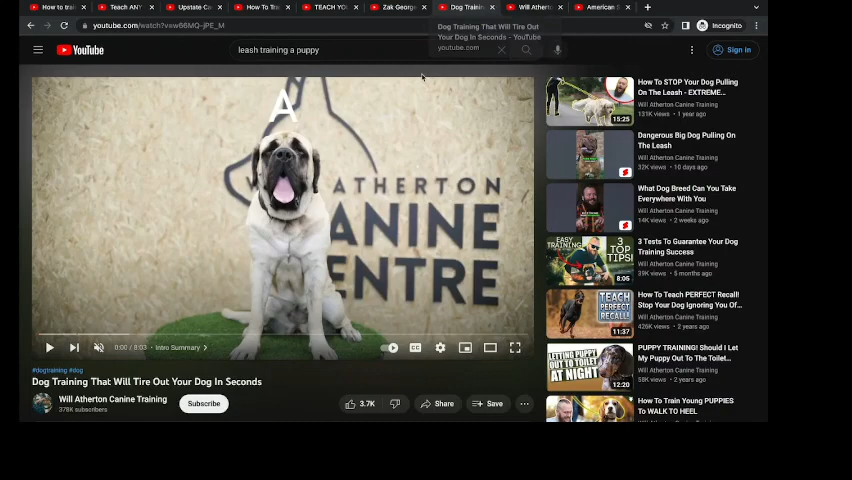 How to trai
Teach ANY
Upstate Ca
How To Tr
TEACH YO
Zak George
Dog Trainin
Will Atherto
American S
youtube.com/watch?v=w66MQ-jPE_M
Incognito
Dog Training That Will Tire Out
Your Dog In Seconds - YouTube
youtube.com
YouTube
leash training a puppy
Sign in
A
ATHERTON
CANINE
CENTRE
0:00 / 8:03 • Intro Summary
#dogtraining #dog
Dog Training That Will Tire Out Your Dog In Seconds
Will Atherton Canine Training
378K subscribers
Subscribe
3.7K
Share
Save
How To STOP Your Dog Pulling
On The Leash - EXTREME...
Will Atherton Canine Training
131K views • 1 year ago
15:25
Dangerous Big Dog Pulling On
The Leash
Will Atherton Canine Training
32K views • 10 days ago
What Dog Breed Can You Take
Everywhere With You
Will Atherton Canine Training
14K views • 2 weeks ago
EASY
TRAINING
3
TOP
TIPS!
8:05
3 Tests To Guarantee Your Dog
Training Success
Will Atherton Canine Training
39K views • 5 months ago
TEACH
PERFECT
RECALL!
11:37
How To Teach PERFECT Recall!
Stop Your Dog Ignoring You Of...
Will Atherton Canine Training
426K views • 2 years ago
LETTING PUPPY
OUT TO TOILET
AT NIGHT
12:20
PUPPY TRAINING! Should I Let
My Puppy Out To The Toilet...
Will Atherton Canine Training
58K views • 2 years ago
How To Train Young PUPPIES
To WALK TO HEEL
Will Atherton Canine Training